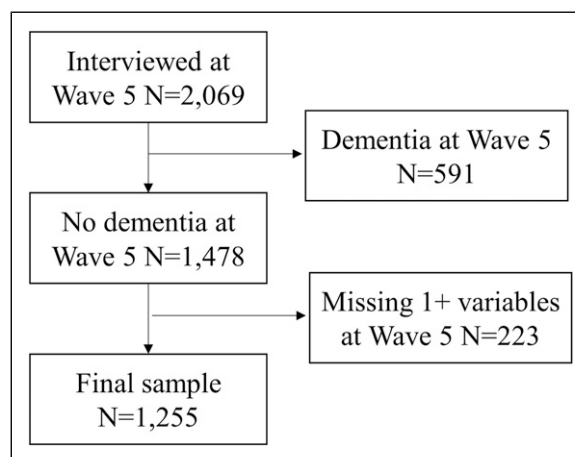 Interviewed at
Wave 5 N=2,069
Dementia at Wave 5
N=591
No dementia at
Wave 5 N=1,478
Missing 1+ variables
at Wave 5 N=223
Final sample
N=1,255